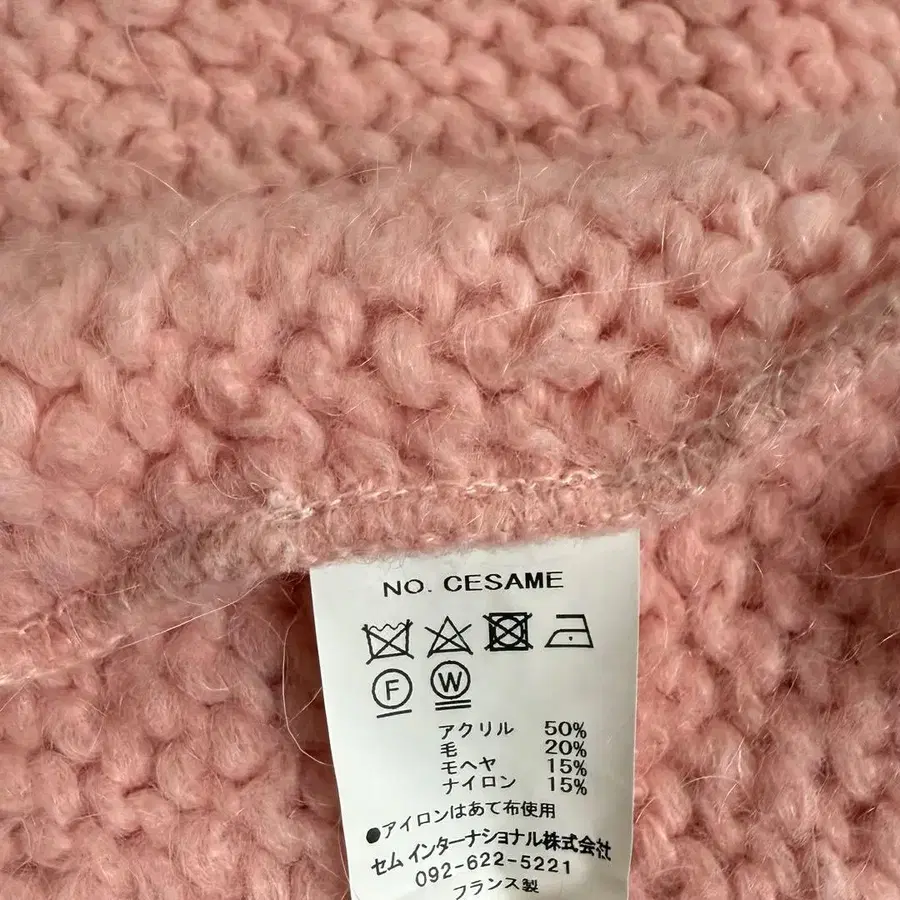 NO. CESAME
F W
アクリル 50%
毛 20%
モヘヤ 15%
ナイロン 15%
●アイロンはあて布使用
セム インターナショナル株式会社
092-622-5221
フランス製